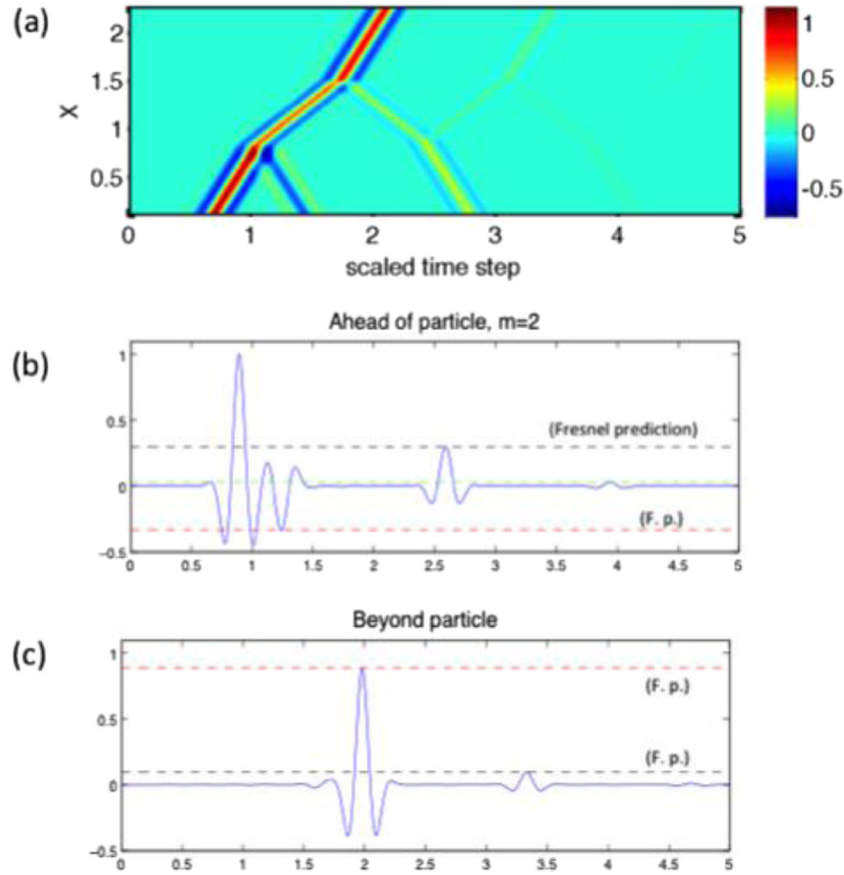 (a)
2
1.5
1
0.5
X
0 1 2 3 4 5
scaled time step
1
0.5
0
-0.5
(b)
Ahead of particle, m=2
1
0.5
0
-0.5
(Fresnel prediction)
(F. p.)
0 0.5 1 1.5 2 2.5 3 3.5 4 4.5 5
(c)
Beyond particle
1
0.5
0
-0.5
(F. p.)
(F. p.)
0 0.5 1 1.5 2 2.5 3 3.5 4 4.5 5